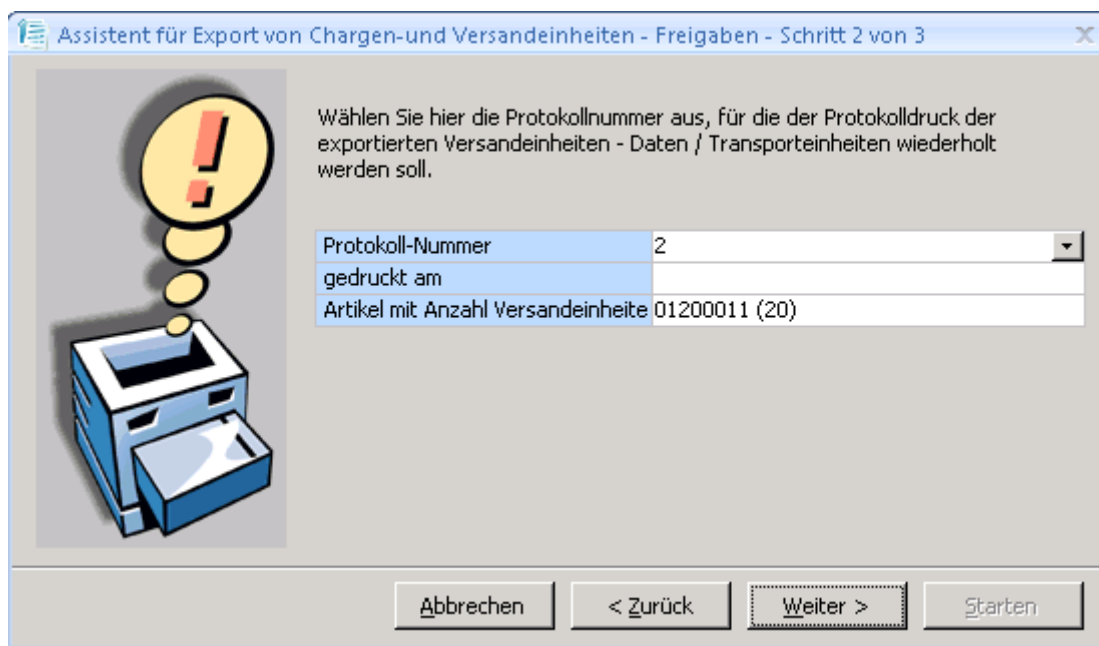 Assistent für Export von Chargen-und Versandeinheiten - Freigaben - Schritt 2 von 3
Wählen Sie hier die Protokollnummer aus, für die der Protokolldruck der
exportierten Versandeinheiten - Daten / Transporteinheiten wiederholt
werden soll.
Protokoll-Nummer 2
gedruckt am
Artikel mit Anzahl Versandeinheite 01200011 (20)
Abbrechen < Zurück Weiter > Starten